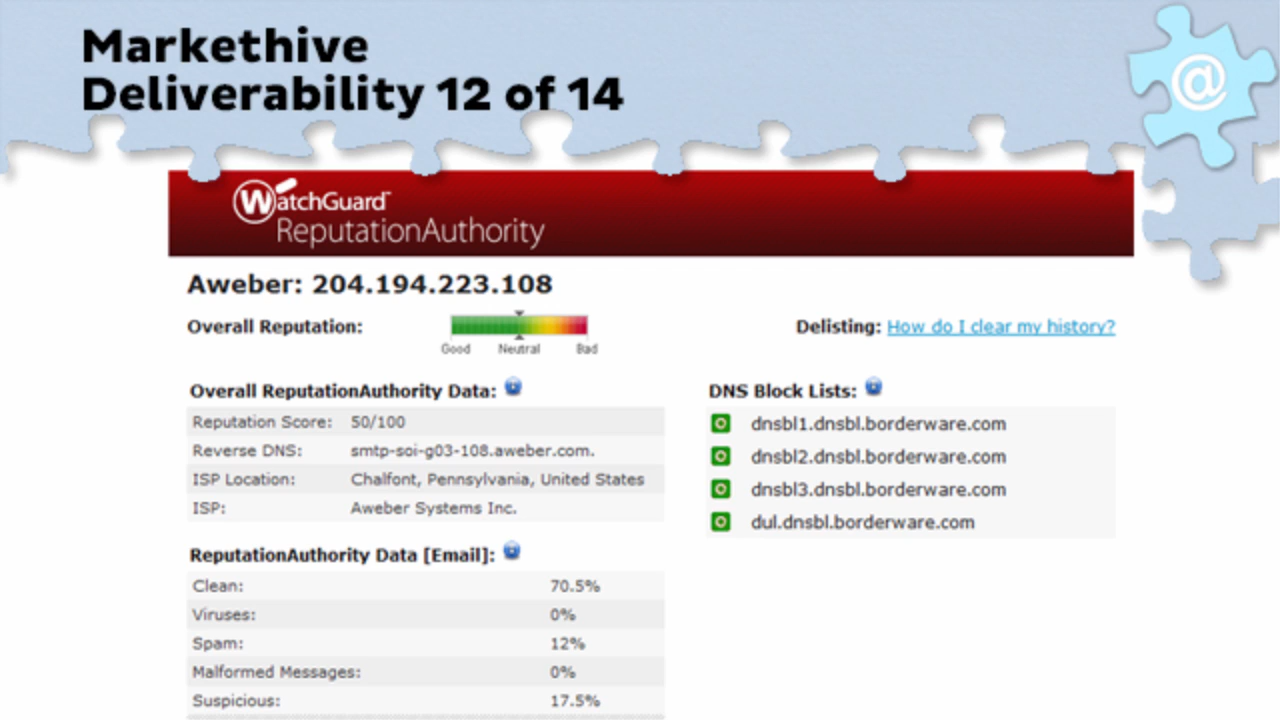 Markethive
Deliverability 12 of 14
@
WatchGuard™
ReputationAuthority
Aweber: 204.194.223.108
Overall Reputation:
Good Neutral Bad
Delisting: How do I clear my history?
Overall ReputationAuthority Data:
Reputation Score: 50/100
Reverse DNS: smtp-soi-g03-108.aweber.com.
ISP Location: Chalfont, Pennsylvania, United States
ISP: Aweber Systems Inc.
DNS Block Lists:
dnsbl1.dnsbl.borderware.com
dnsbl2.dnsbl.borderware.com
dnsbl3.dnsbl.borderware.com
dul.dnsbl.borderware.com
ReputationAuthority Data [Email]:
Clean: 70.5%
Viruses: 0%
Spam: 12%
Malformed Messages: 0%
Suspicious: 17.5%